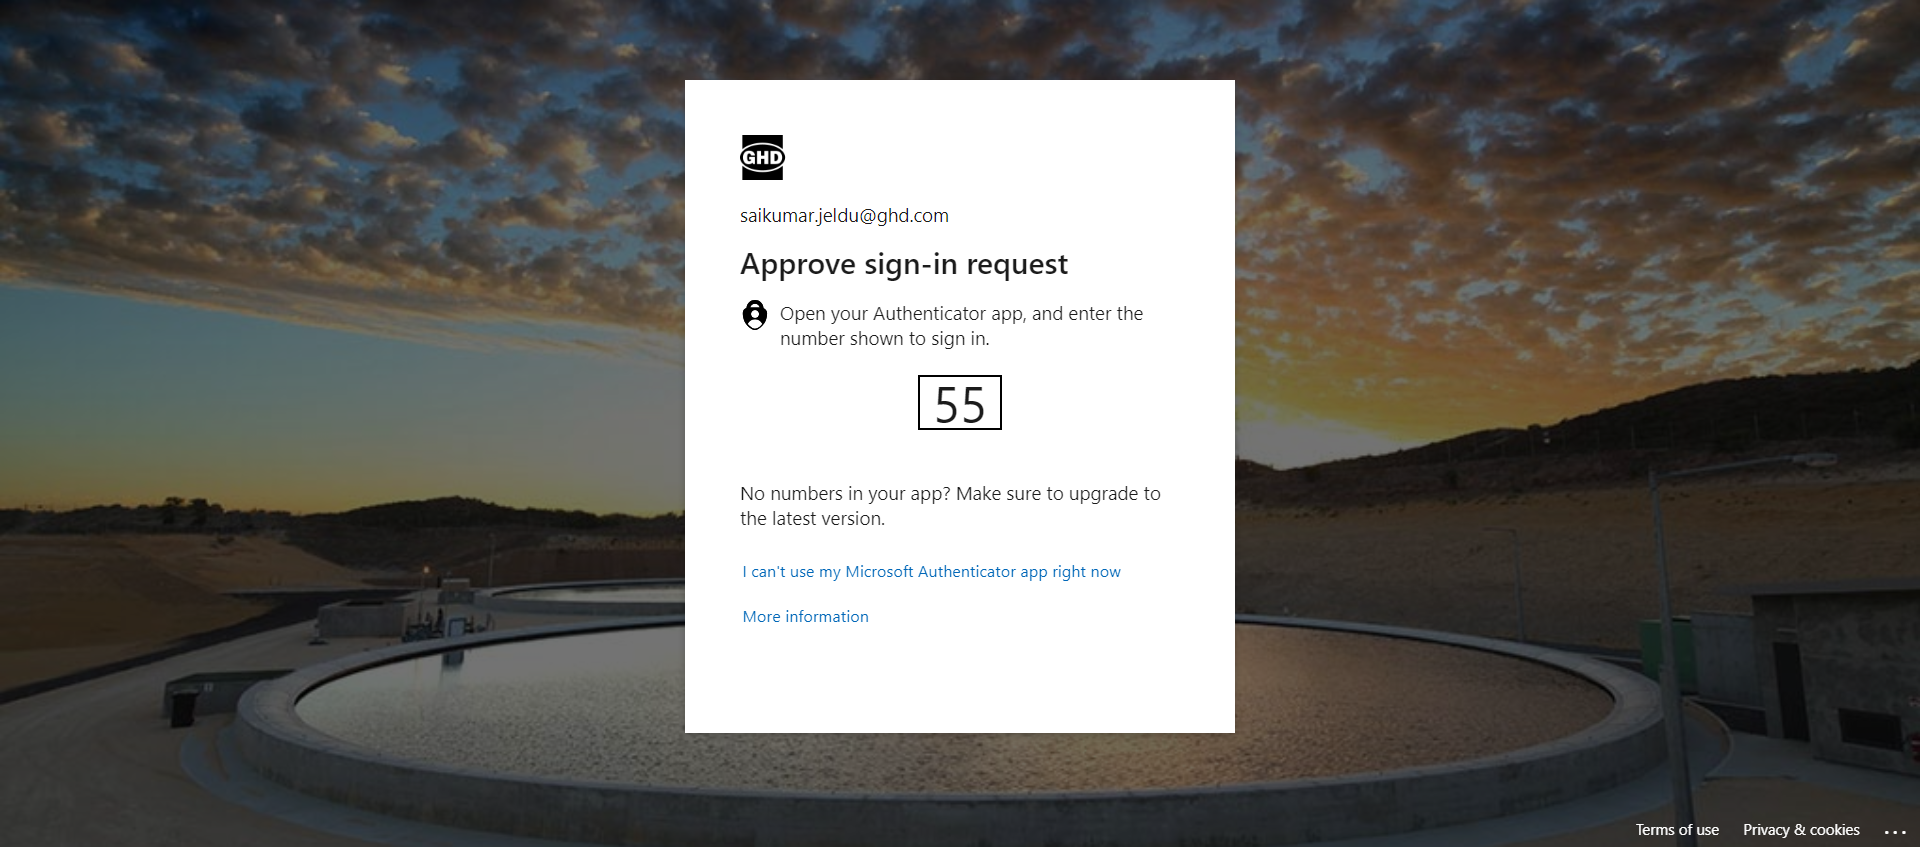 GHD
saikumar.jeldu@ghd.com
Approve sign-in request
Open your Authenticator app, and enter the
number shown to sign in.
55
No numbers in your app? Make sure to upgrade to
the latest version.
I can't use my Microsoft Authenticator app right now
More information
Terms of use Privacy & cookies ...